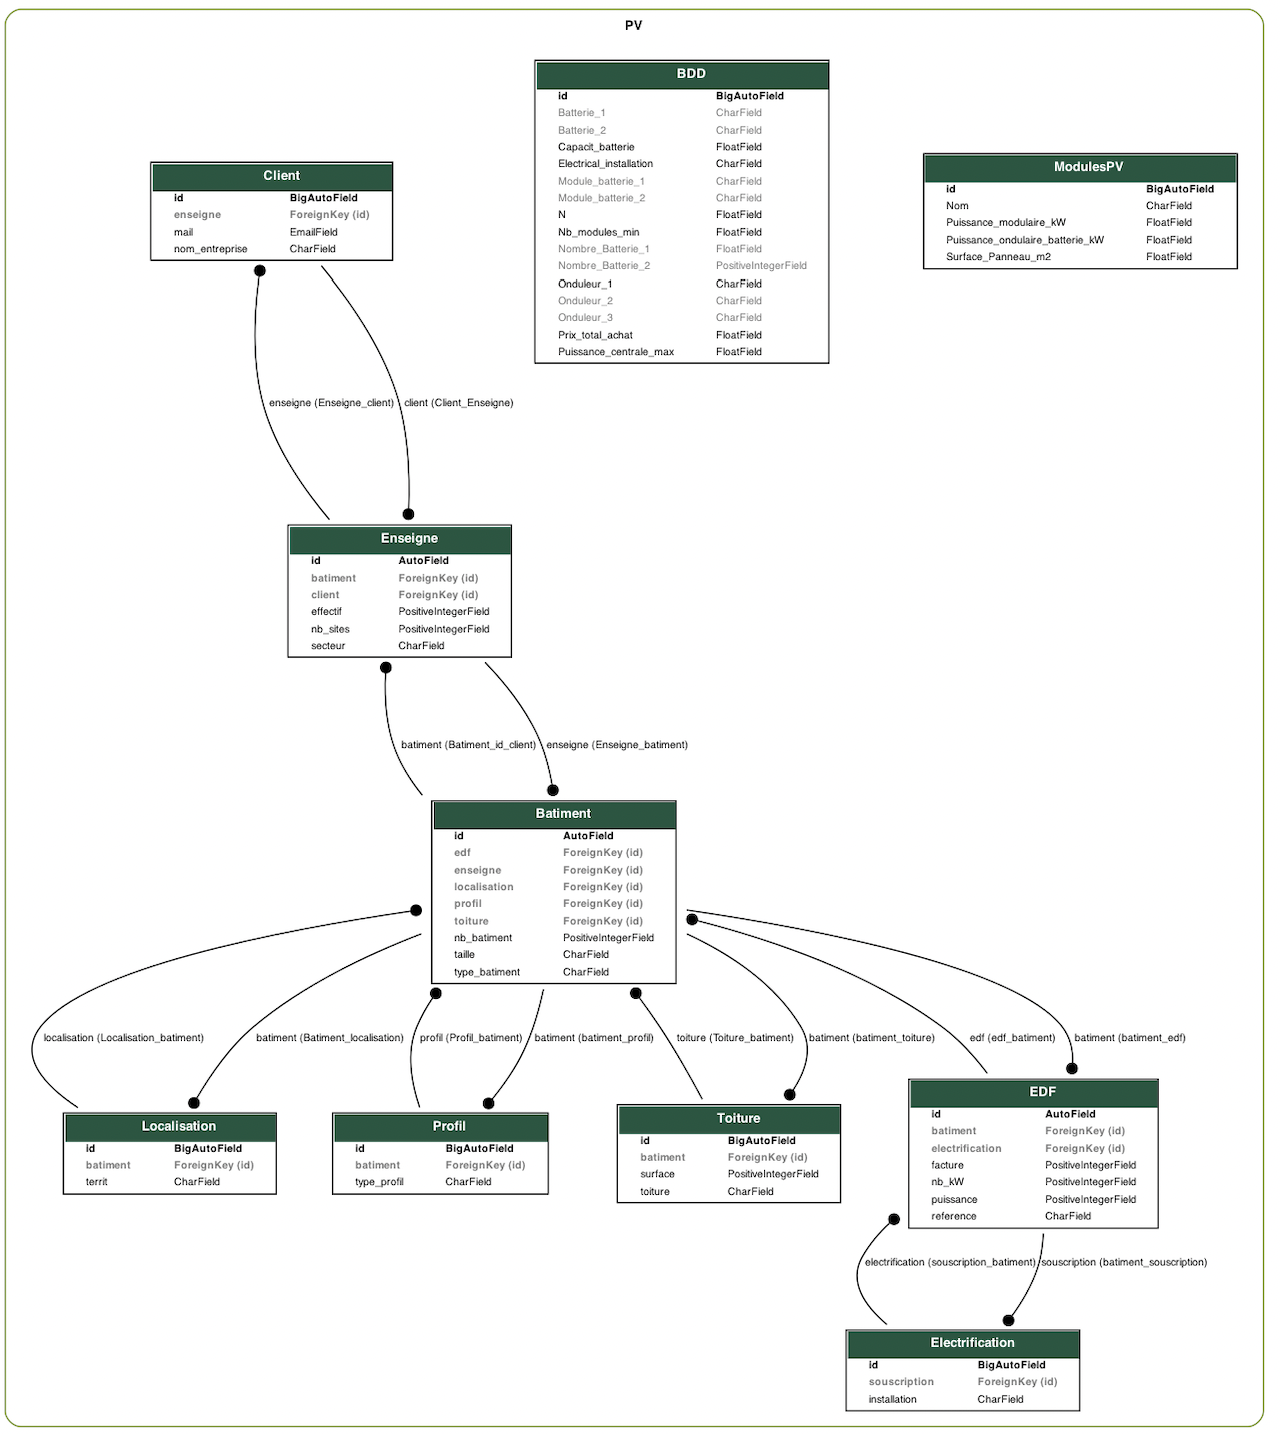 PV
BDD
id BigAutoField
Batterie_1 CharField
Batterie_2 CharField
Capacit_batterie FloatField
Electrical_installation CharField
Module_batterie_1 CharField
Module_batterie_2 CharField
N FloatField
Nb_modules_min FloatField
Nombre_Batterie_1 FloatField
Nombre_Batterie_2 PositiveIntegerField
Onduleur_1 CharField
Onduleur_2 CharField
Onduleur_3 CharField
Prix_total_achat FloatField
Puissance_centrale_max FloatField
ModulesPV
id BigAutoField
Nom CharField
Puissance_modulaire_kW FloatField
Puissance_ondulaire_batterie_kW FloatField
Surface_Panneau_m2 FloatField
Client
id BigAutoField
enseigne ForeignKey (id)
mail EmailField
nom_entreprise CharField
enseigne (Enseigne_client) client (Client_Enseigne)
Enseigne
id AutoField
batiment ForeignKey (id)
client ForeignKey (id)
effectif PositiveIntegerField
nb_sites PositiveIntegerField
secteur CharField
batiment (Batiment_id_client) enseigne (Enseigne_batiment)
Batiment
id AutoField
edf ForeignKey (id)
enseigne ForeignKey (id)
localisation ForeignKey (id)
profil ForeignKey (id)
toiture ForeignKey (id)
nb_batiment PositiveIntegerField
taille CharField
type_batiment CharField
localisation (Localisation_batiment) batiment (Batiment_localisation) profil (Profil_batiment) batiment (batiment_profil) toiture (Toiture_batiment) batiment (batiment_toiture) edf (edf_batiment) batiment (batiment_edf)
Localisation
id BigAutoField
batiment ForeignKey (id)
territ CharField
Profil
id BigAutoField
batiment ForeignKey (id)
type_profil CharField
Toiture
id BigAutoField
batiment ForeignKey (id)
surface PositiveIntegerField
toiture CharField
EDF
id AutoField
batiment ForeignKey (id)
electrification ForeignKey (id)
facture PositiveIntegerField
nb_kW PositiveIntegerField
puissance PositiveIntegerField
reference CharField
electrification (souscription_batiment) souscription (batiment_souscription)
Electrification
id BigAutoField
souscription ForeignKey (id)
installation CharField